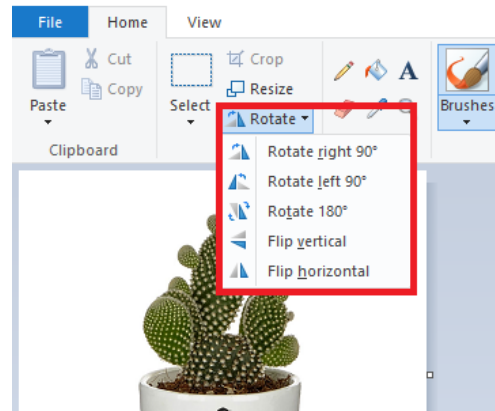 File Home View
Cut
Copy
Paste
Clipboard
Select
Crop
Resize
Rotate
A
Brushes
Rotate right 90°
Rotate left 90°
Rotate 180°
Flip vertical
Flip horizontal